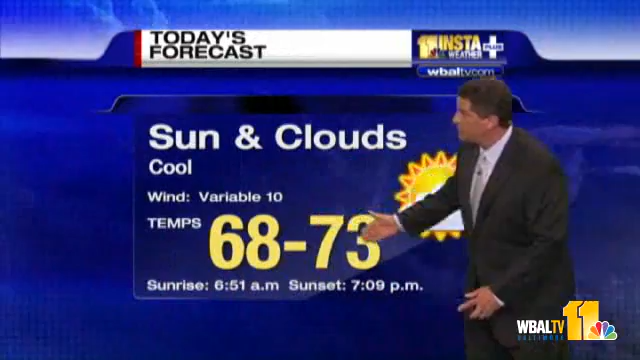 TODAY'S
FORECAST
11 INSTA
WEATHER PLUS
wbaltv.com
Sun & Clouds
Cool
Wind: Variable 10
TEMPS
68-73
Sunrise: 6:51 a.m Sunset: 7:09 p.m.
WBALTV 11
BALTIMORE